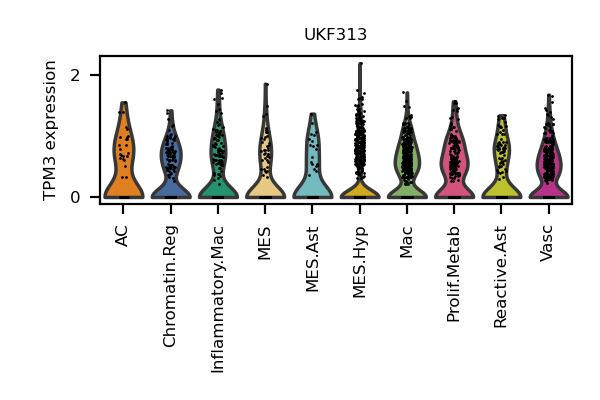 UKF313
TPM3 expression
2
0
AC
Chromatin.Reg
Inflammatory.Mac
MES
MES.Ast
MES.Hyp
Mac
Prolif.Metab
Reactive.Ast
Vasc